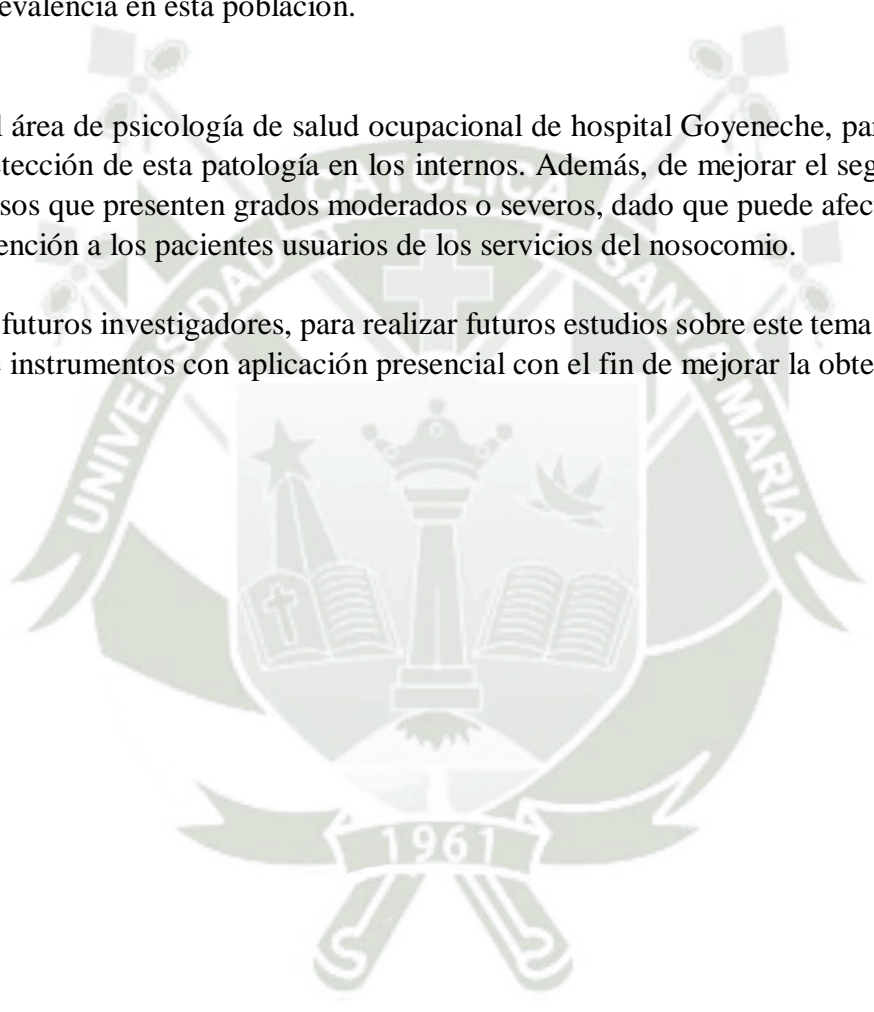 evalencia en esta población.
l área de psicología de salud ocupacional de hospital Goyeneche, par
etección de esta patología en los internos. Además, de mejorar el seg
sos que presenten grados moderados o severos, dado que puede afec
ención a los pacientes usuarios de los servicios del nosocomio.
futuros investigadores, para realizar futuros estudios sobre este tema
e instrumentos con aplicación presencial con el fin de mejorar la obte
UNIVERSIDAD CATÓLICA SANTA MARIA
1961